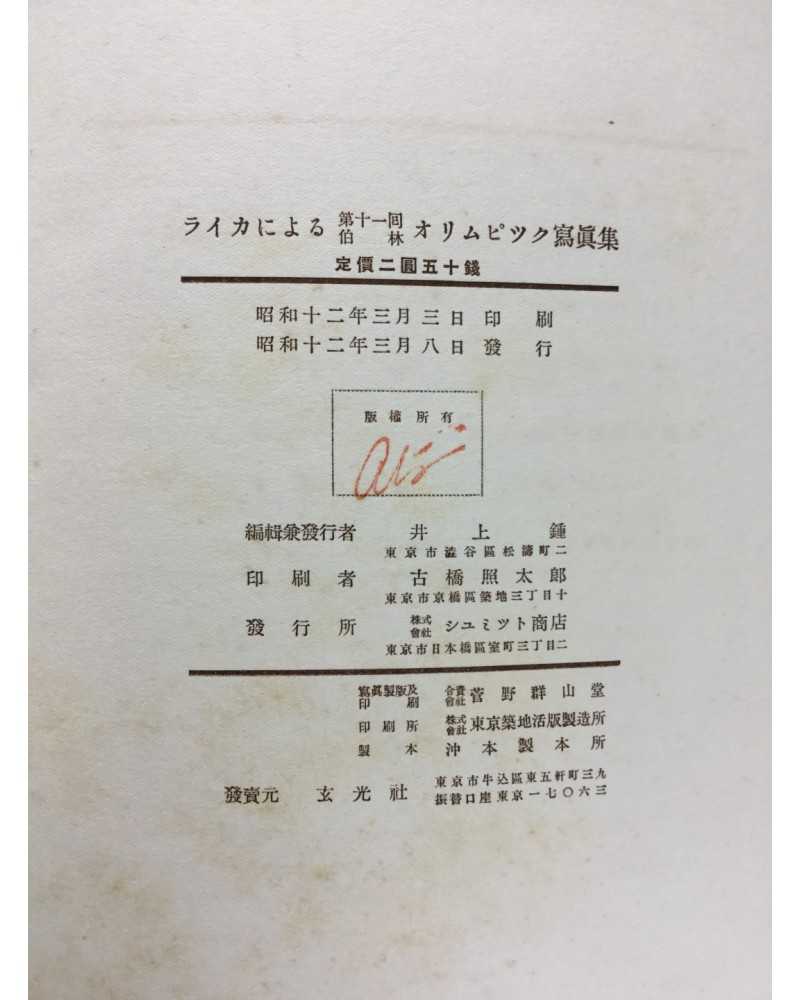 ライカによる 第十一囘 伯林 オリムピツク寫眞集
定價二圓五十錢
昭和十二年三月三日 印刷
昭和十二年三月八日 發行
版權所有
編輯兼發行者 井上鍾
東京市澁谷區松濤町二
印刷者 古橋照太郎
東京市京橋區築地三丁目十
發行所 株式會社 シユミツト商店
東京市日本橋區室町三丁目二
寫眞製版及印刷 合資會社 菅野群山堂
印刷所 株式會社 東京築地活版製造所
製本 沖本製本所
發賣元 玄光社 東京市牛込區東五軒町三九
振替口座東京一七〇六三